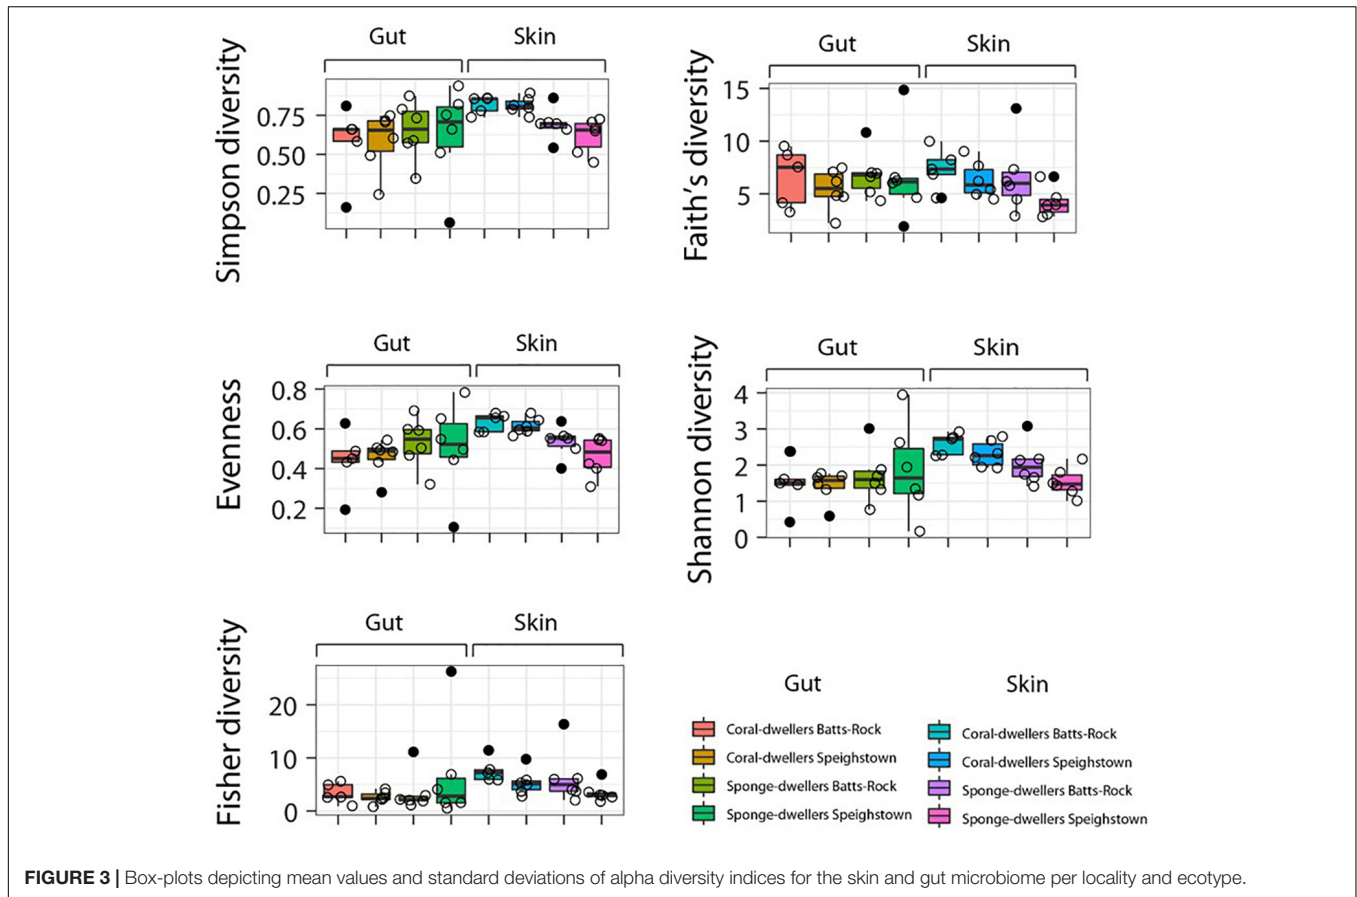 Gut Skin
Simpson diversity
0.75
0.50
0.25
Gut Skin
Faith's diversity
15
10
5
Gut Skin
Evenness
0.8
0.6
0.4
0.2
Gut Skin
Shannon diversity
4
3
2
1
0
Gut Skin
Fisher diversity
20
10
0
Gut Skin
Coral-dwellers Batts-Rock
Coral-dwellers Speighstown
Sponge-dwellers Batts-Rock
Sponge-dwellers Speighstown
Coral-dwellers Batts-Rock
Coral-dwellers Speighstown
Sponge-dwellers Batts-Rock
Sponge-dwellers Speighstown
FIGURE 3 | Box-plots depicting mean values and standard deviations of alpha diversity indices for the skin and gut microbiome per locality and ecotype.